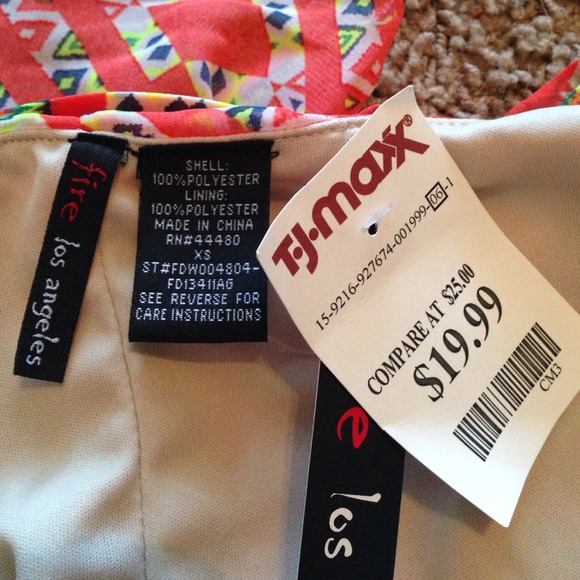 fire los angeles
SHELL:
100%POLYESTER
LINING:
100%POLYESTER
MADE IN CHINA
RN#44480
XS
ST#FDW004804-
FD13411AG
SEE REVERSE FOR
CARE INSTRUCTIONS
T•J•maxx®
15-9216-927674-001999-06-1
COMPARE AT $25.00
$19.99
CM3
e los